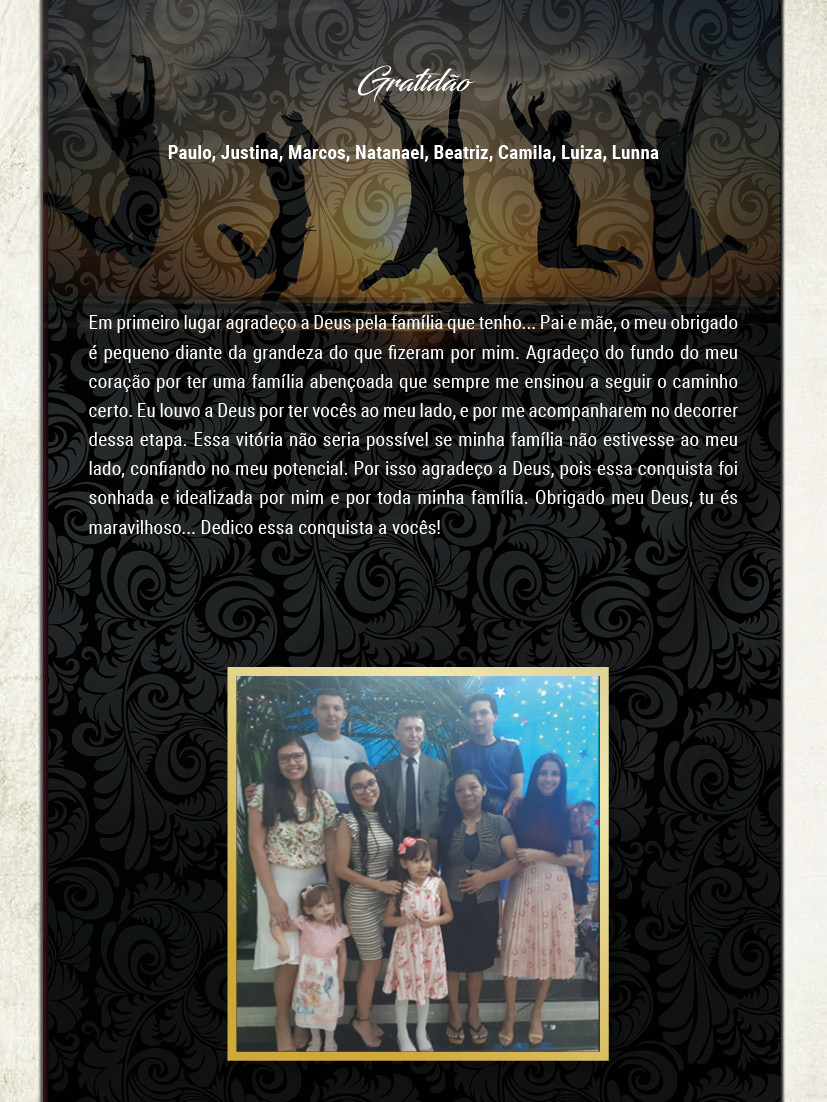 Gratidão
Paulo, Justina, Marcos, Natanael, Beatriz, Camila, Luiza, Lunna
Em primeiro lugar agradeço a Deus pela família que tenho... Pai e mãe, o meu obrigado
é pequeno diante da grandeza do que fizeram por mim. Agradeço do fundo do meu
coração por ter uma família abençoada que sempre me ensinou a seguir o caminho
certo. Eu louvo a Deus por ter vocês ao meu lado, e por me acompanharem no decorrer
dessa etapa. Essa vitória não seria possível se minha família não estivesse ao meu
lado, confiando no meu potencial. Por isso agradeço a Deus, pois essa conquista foi
sonhada e idealizada por mim e por toda minha família. Obrigado meu Deus, tu és
maravilhoso... Dedico essa conquista a vocês!